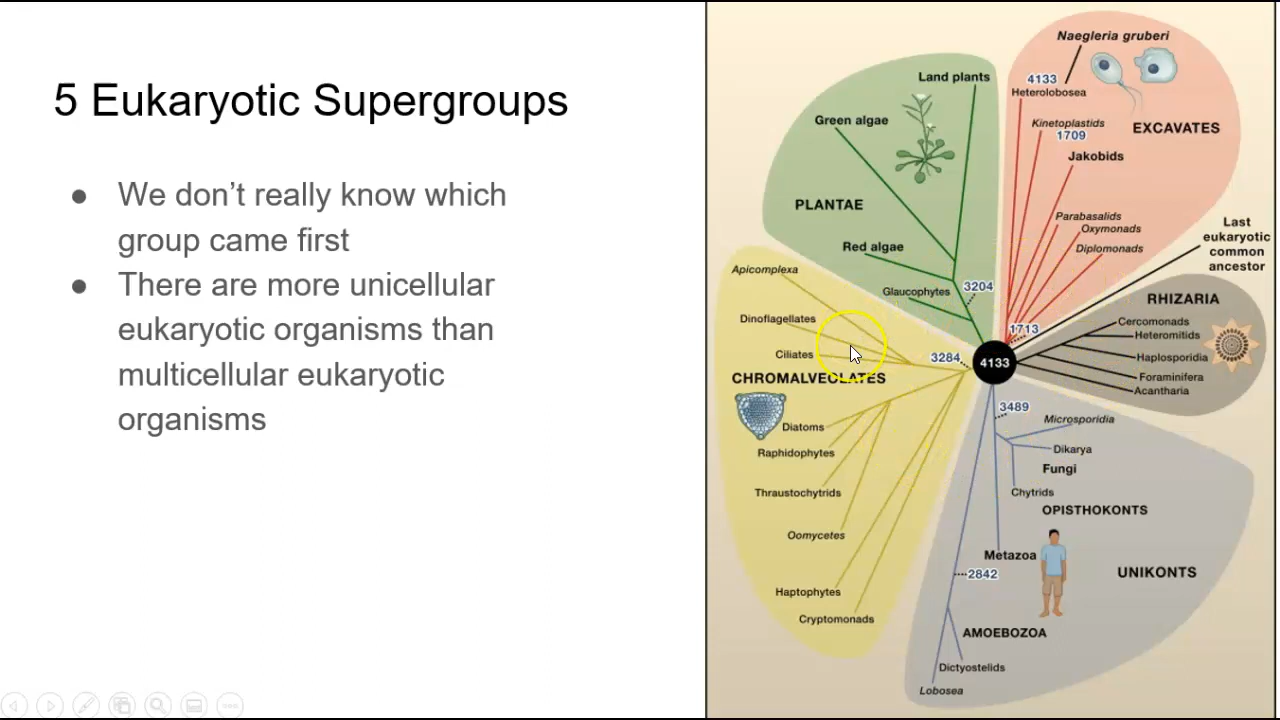 5 Eukaryotic Supergroups
● We don't really know which
group came first
● There are more unicellular
eukaryotic organisms than
multicellular eukaryotic
organisms
Naegleria gruberi
4133
Heterolobosea
Kinetoplastids
1709
EXCAVATES
Jakobids
Parabasalids
Oxymonads
Diplomonads
1713
Land plants
Green algae
PLANTAE
Red algae
Glaucophytes
3204
Last
eukaryotic
common
ancestor
RHIZARIA
Cercomonads
Heteromitids
Haplosporidia
Foraminifera
Acantharia
4133
Apicomplexa
Dinoflagellates
Ciliates
3284
CHROMALVEOLATES
Diatoms
Raphidophytes
Thraustochytrids
Oomycetes
Haptophytes
Cryptomonads
3489
Microsporidia
Dikarya
Fungi
Chytrids
OPISTHOKONTS
Metazoa
UNIKONTS
2842
AMOEBOZOA
Dictyostelids
Lobosea